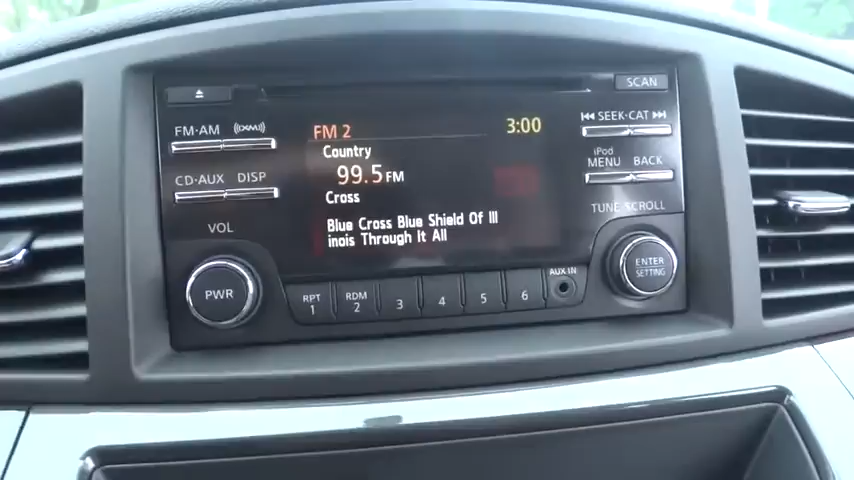 SCAN
FM·AM ((XM))
FM 2 3:00
SEEK·CAT
Country
99.5 FM
iPod
MENU BACK
CD·AUX DISP
Cross
TUNE·SCROLL
Blue Cross Blue Shield Of Ill
inois Through It All
VOL
PWR
ENTER
SETTING
AUX IN
RPT
1
RDM
2
3
4
5
6